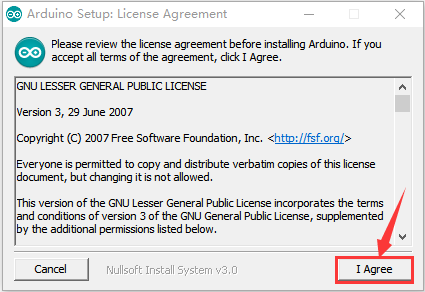 Arduino Setup: License Agreement
Please review the license agreement before installing Arduino. If you
accept all terms of the agreement, click I Agree.
GNU LESSER GENERAL PUBLIC LICENSE
Version 3, 29 June 2007
Copyright (C) 2007 Free Software Foundation, Inc. <http://fsf.org/>
Everyone is permitted to copy and distribute verbatim copies of this license
document, but changing it is not allowed.
This version of the GNU Lesser General Public License incorporates the terms
and conditions of version 3 of the GNU General Public License, supplemented
by the additional permissions listed below.
Cancel
Nullsoft Install System v3.0
I Agree